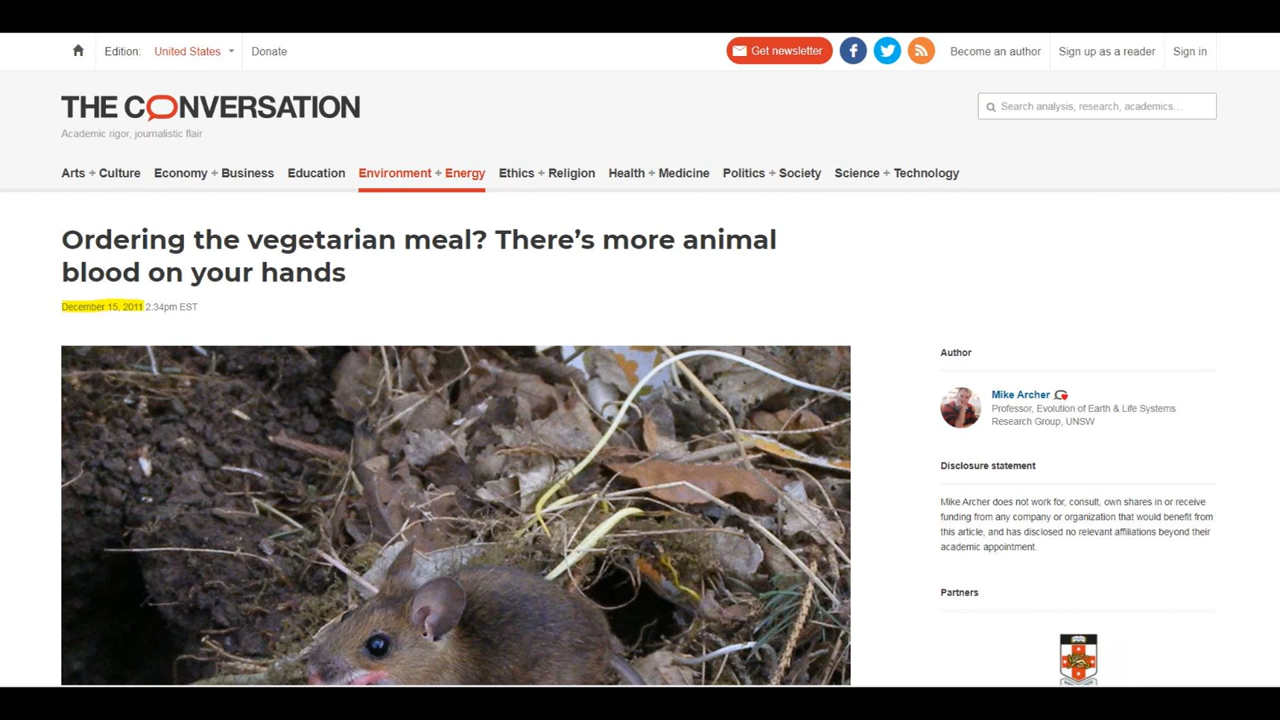 Edition: United States Donate
Get newsletter Become an author Sign up as a reader Sign in
THE CONVERSATION
Academic rigor, journalistic flair
Search analysis, research, academics...
Arts + Culture Economy + Business Education Environment + Energy Ethics + Religion Health + Medicine Politics + Society Science + Technology
Ordering the vegetarian meal? There’s more animal
blood on your hands
December 15, 2011 2.34pm EST
Author
Mike Archer
Professor, Evolution of Earth & Life Systems
Research Group, UNSW
Disclosure statement
Mike Archer does not work for, consult, own shares in or receive
funding from any company or organization that would benefit from
this article, and has disclosed no relevant affiliations beyond their
academic appointment.
Partners